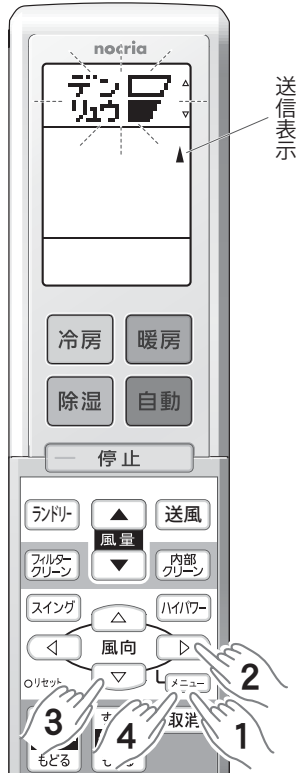 nocria
デン
リュウ
送信表示
冷房
暖房
除湿
自動
停止
ランドリー
風量
送風
フィルター
クリーン
内部
クリーン
スイング
ハイパワー
風向
リセット
メニュー
取消
もどる
1
2
3
4